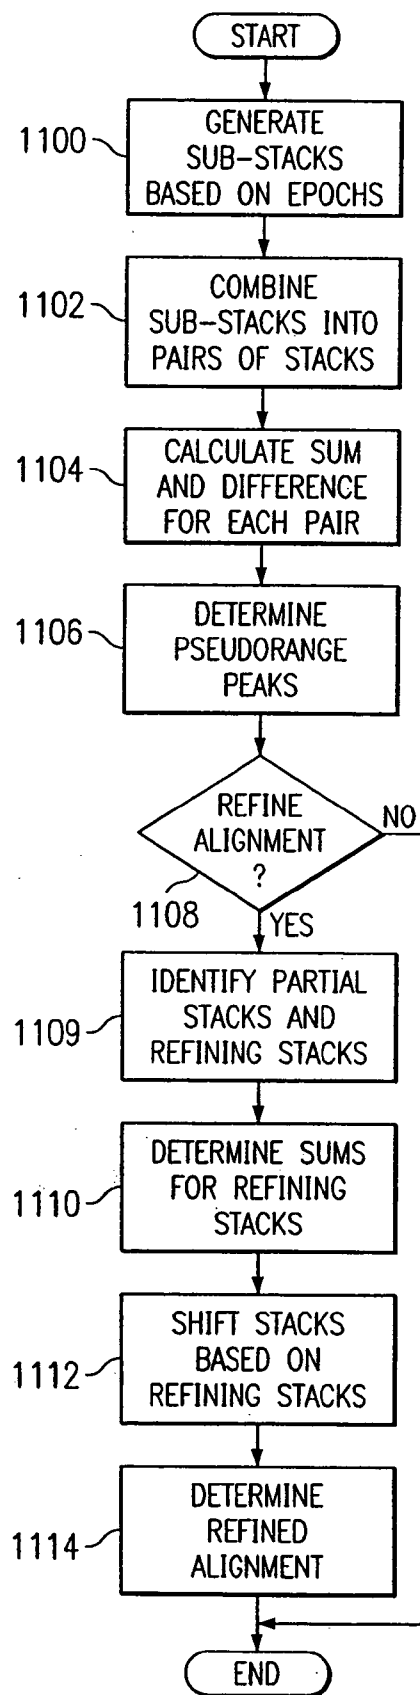 START
1100
GENERATE
SUB-STACKS
BASED ON EPOCHS
1102
COMBINE
SUB-STACKS INTO
PAIRS OF STACKS
1104
CALCULATE SUM
AND DIFFERENCE
FOR EACH PAIR
1106
DETERMINE
PSEUDORANGE
PEAKS
REFINE
ALIGNMENT
?
NO
1108
YES
1109
IDENTIFY PARTIAL
STACKS AND
REFINING STACKS
1110
DETERMINE SUMS
FOR REFINING
STACKS
1112
SHIFT STACKS
BASED ON
REFINING STACKS
1114
DETERMINE
REFINED
ALIGNMENT
END